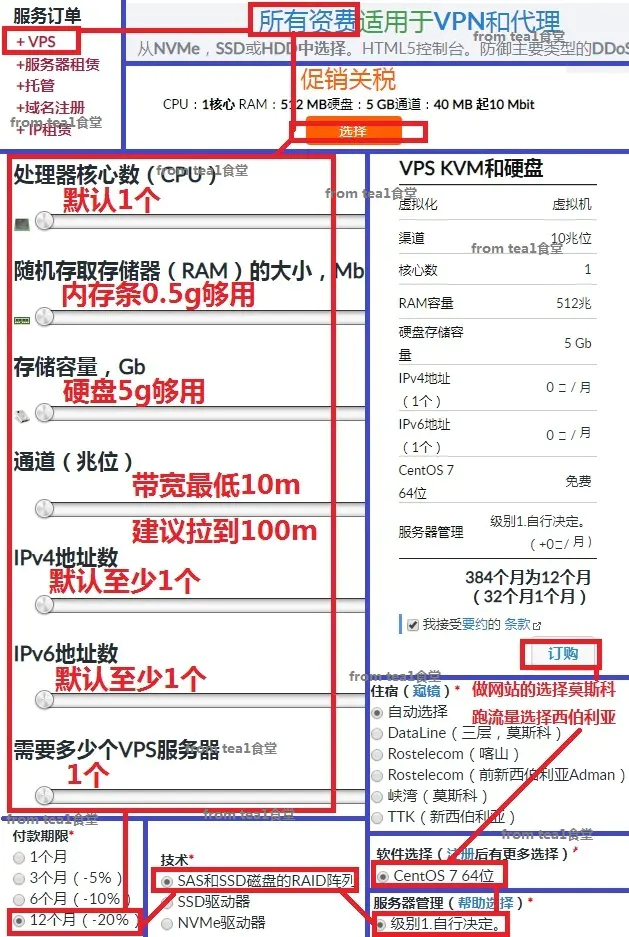 服务订单
+ VPS
+服务器租赁
+托管
+域名注册
+ IP租赁
from tea1食堂
所有资费适用于VPN和代理
from tea1食堂
从NVMe，SSD或HDD中选择。HTML5控制台。防御主要类型的DDoS
促销关税
CPU：1核心 RAM：512 MB硬盘：5 GB通道：40 MB 起10 Mbit
选择
from tea1食堂
处理器核心数（CPU）
默认1个
from tea1食堂
随机存取存储器（RAM）的大小，Mb
内存条0.5g够用
存储容量，Gb
硬盘5g够用
通道（兆位）
带宽最低10m
建议拉到100m
IPv4地址数
默认至少1个
IPv6地址数
默认至少1个
需要多少个VPS服务器
from tea1食堂
1个
VPS KVM和硬盘
虚拟化 虚拟机
渠道 10兆位
from tea1食堂
核心数 1
RAM容量 512兆
硬盘存储容量 5 Gb
IPv4地址（1个） 0 □ / 月
IPv6地址（1个） 0 □ / 月
CentOS 7 64位 免费
服务器管理 级别1.自行决定。（+0□/ 月）
384个月为12个月
（32个月1个月）
我接受要约的 条款
订购
from tea1食堂
住宿（窥镜）*
做网站的选择莫斯科
跑流量选择西伯利亚
自动选择
DataLine（三层，莫斯科）
Rostelecom（喀山）
Rostelecom（前新西伯利亚Adman）
峡湾（莫斯科）
TTK（新西伯利亚）
from tea1食堂
from tea1食堂
from tea1食堂
付款期限*
1个月
3个月（-5%）
6个月（-10%）
12个月（-20%）
技术*
SAS和SSD磁盘的RAID阵列
SSD驱动器
NVMe驱动器
软件选择（注册后有更多选择）*
CentOS 7 64位
服务器管理（帮助选择）*
级别1.自行决定。